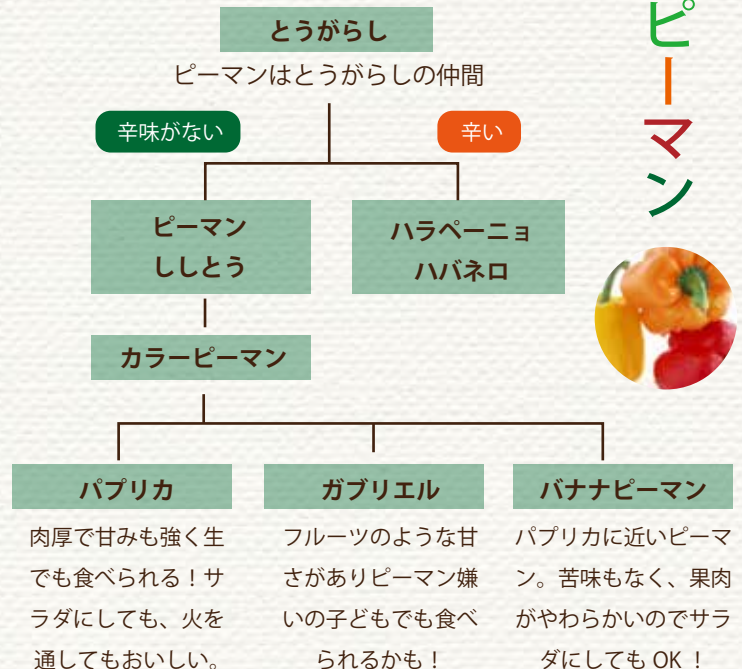 とうがらし
ピーマンはとうがらしの仲間
ピーマン
辛味がない
辛い
ピーマン
ししとう
ハラペーニョ
ハバネロ
カラーピーマン
パプリカ
肉厚で甘みも強く生
でも食べられる！サ
ラダにしても、火を
通してもおいしい。
ガブリエル
フルーツのような甘
さがありピーマン嫌
いの子どもでも食べ
られるかも！
バナナピーマン
パプリカに近いピーマ
ン。苦味もなく、果肉
がやわらかいのでサラ
ダにしても OK ！